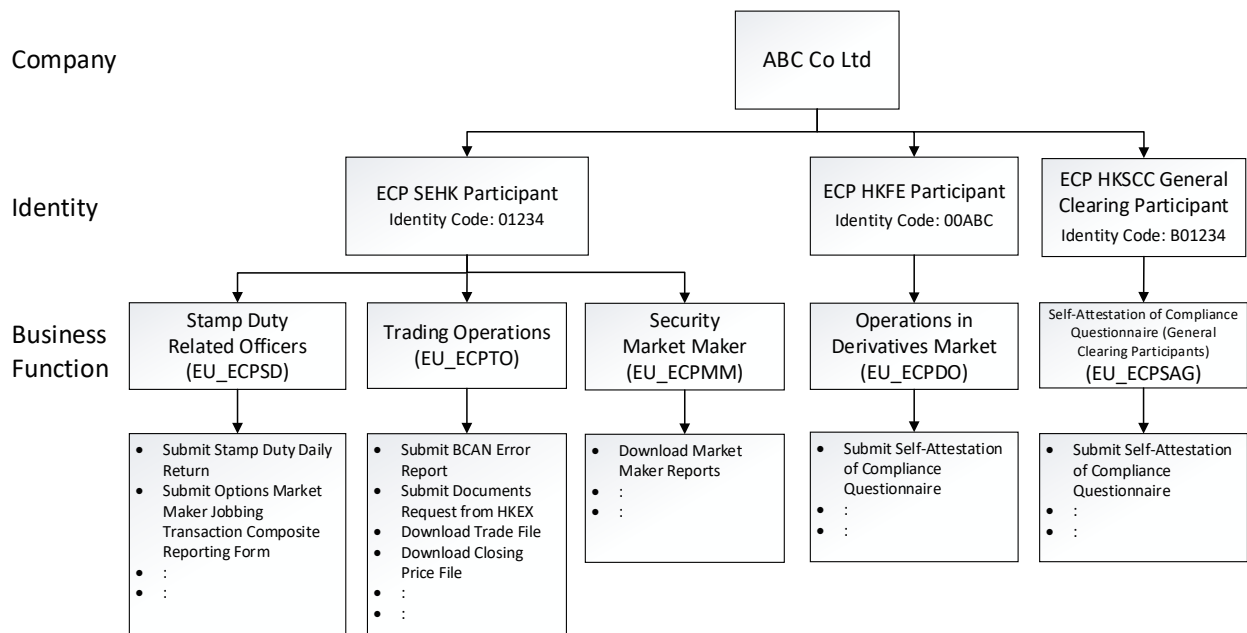 Company
ABC Co Ltd
Identity
ECP SEHK Participant
Identity Code: 01234
ECP HKFE Participant
Identity Code: 00ABC
ECP HKSCC General
Clearing Participant
Identity Code: B01234
Business
Function
Stamp Duty
Related Officers
(EU_ECPSD)
Trading Operations
(EU_ECPTO)
Security
Market Maker
(EU_ECPMM)
Operations in
Derivatives Market
(EU_ECPDO)
Self-Attestation of Compliance
Questionnaire (General
Clearing Participants)
(EU_ECPSAG)
• Submit Stamp Duty Daily
Return
• Submit Options Market
Maker Jobbing
Transaction Composite
Reporting Form
• :
• :
• Submit BCAN Error
Report
• Submit Documents
Request from HKEX
• Download Trade File
• Download Closing
Price File
• :
• :
• Download Market
Maker Reports
• :
• :
• Submit Self-Attestation
of Compliance
Questionnaire
• :
• :
• Submit Self-Attestation
of Compliance
Questionnaire
• :
• :